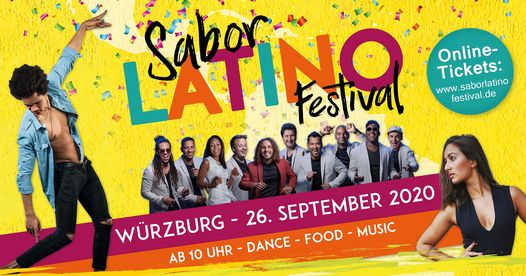 Sabor
LATINO
Festival
Online-
Tickets:
www.saborlatino
festival.de
WÜRZBURG - 26. SEPTEMBER 2020
AB 10 UHR - DANCE - FOOD - MUSIC